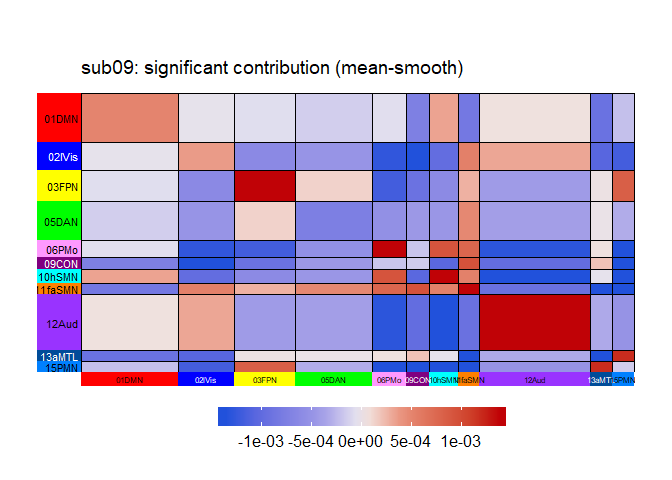 sub09: significant contribution (mean-smooth)
01DMN
02lVis
03FPN
05DAN
06PMo
09CON
10hSMN
11faSMN
12Aud
13aMTL
15PMN
01DMN 02lVis 03FPN 05DAN 06PMo 09CON 10hSMN 11faSMN 12Aud 13aMTL 15PMN
-1e-03 -5e-04 0e+00 5e-04 1e-03